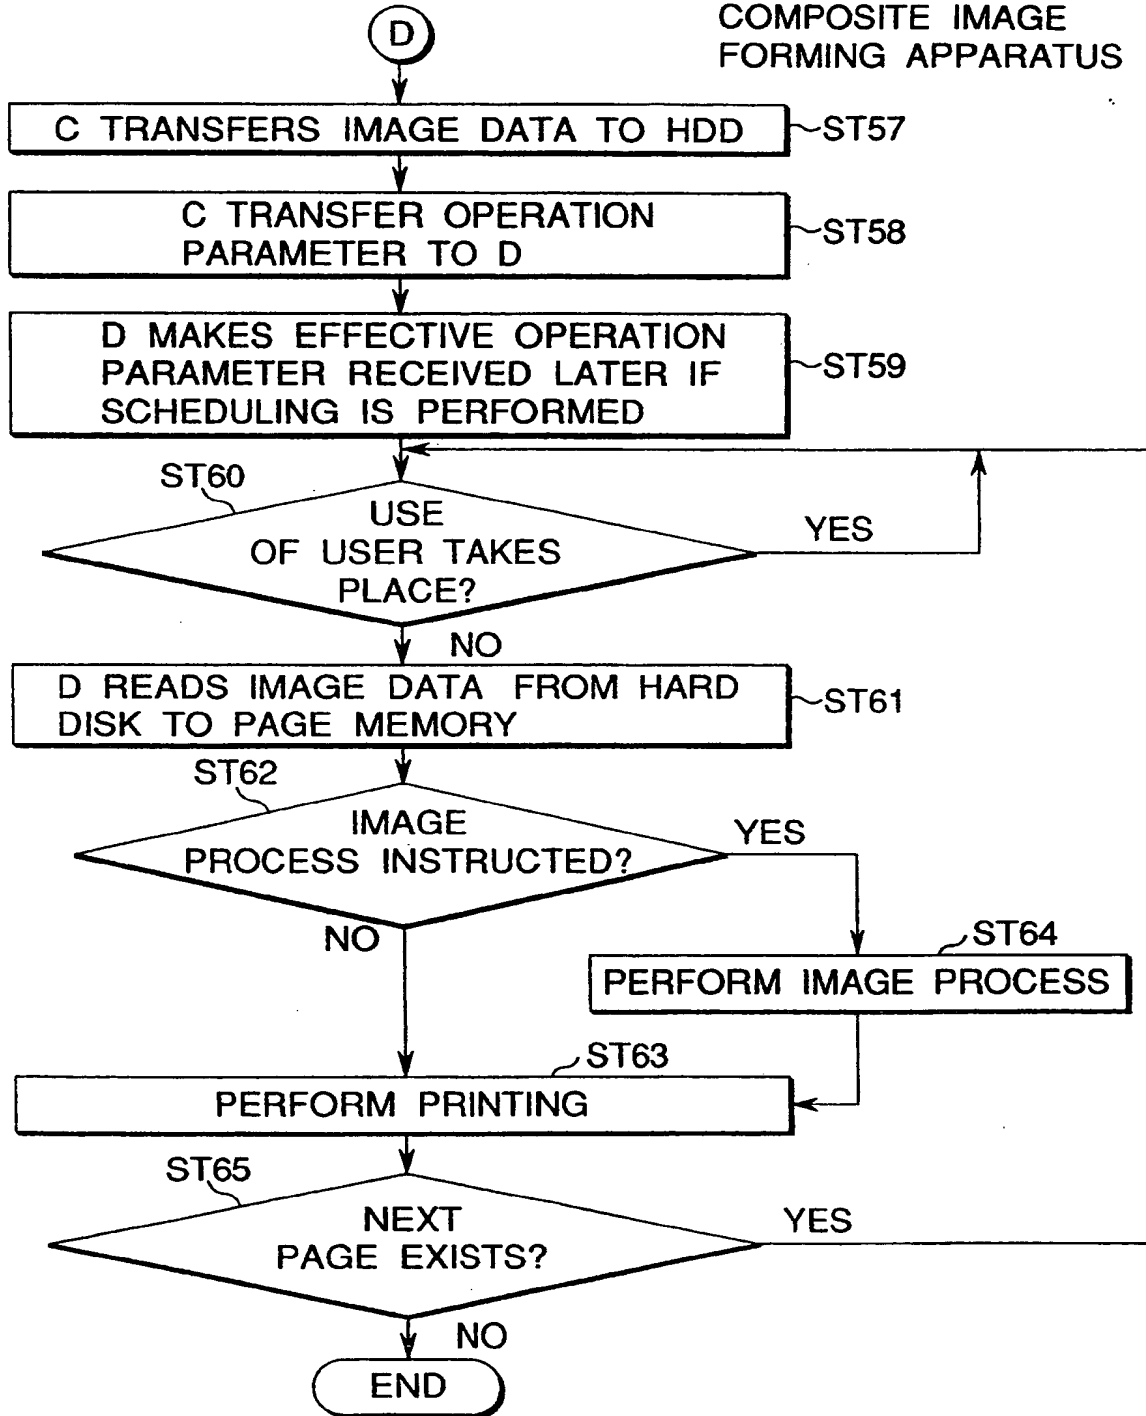 COMPOSITE IMAGE
FORMING APPARATUS
D
C TRANSFERS IMAGE DATA TO HDD
ST57
C TRANSFER OPERATION
PARAMETER TO D
ST58
D MAKES EFFECTIVE OPERATION
PARAMETER RECEIVED LATER IF
SCHEDULING IS PERFORMED
ST59
ST60
USE
OF USER TAKES
PLACE?
YES
NO
D READS IMAGE DATA FROM HARD
DISK TO PAGE MEMORY
ST61
ST62
IMAGE
PROCESS INSTRUCTED?
YES
NO
ST64
PERFORM IMAGE PROCESS
ST63
PERFORM PRINTING
ST65
NEXT
PAGE EXISTS?
YES
NO
END